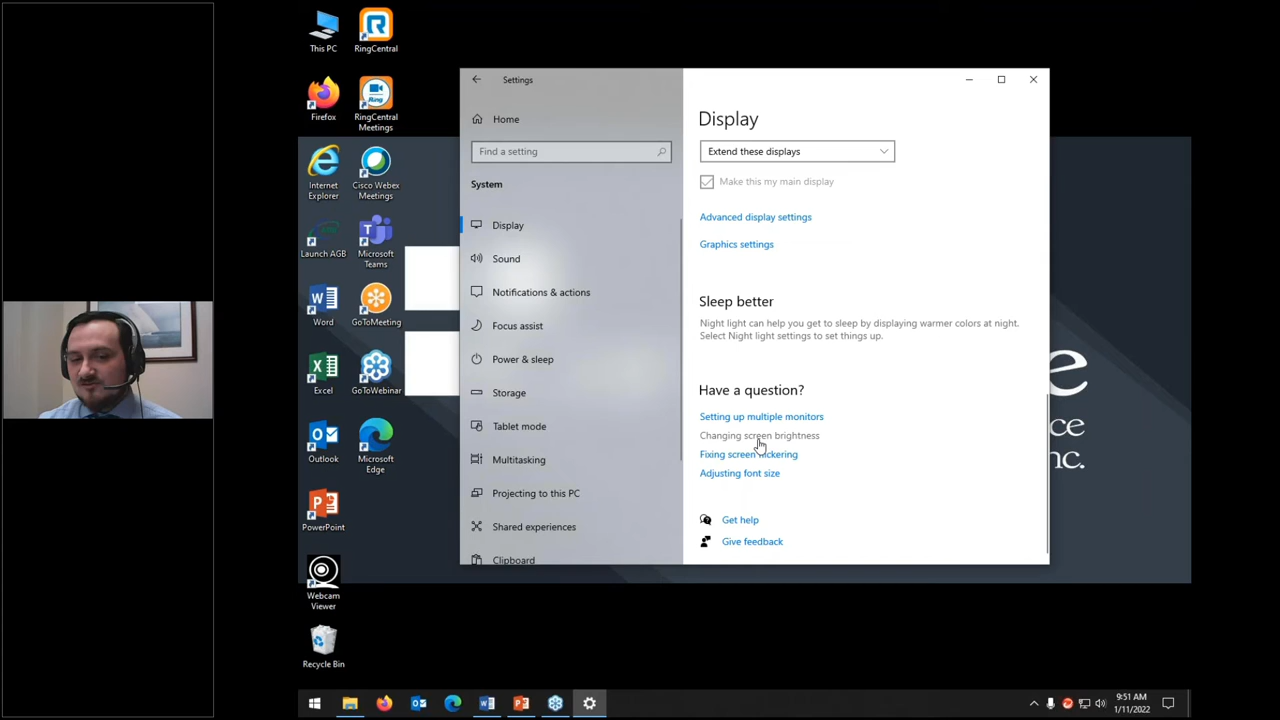 This PC
RingCentral
Firefox
RingCentral
Meetings
Internet
Explorer
Cisco Webex
Meetings
Launch AGB
Microsoft
Teams
Word
GoToMeeting
Excel
GoToWebinar
Outlook
Microsoft
Edge
PowerPoint
Webcam
Viewer
Recycle Bin
Settings
Home
Find a setting
System
Display
Sound
Notifications & actions
Focus assist
Power & sleep
Storage
Tablet mode
Multitasking
Projecting to this PC
Shared experiences
Clipboard
Display
Extend these displays
Make this my main display
Advanced display settings
Graphics settings
Sleep better
Night light can help you get to sleep by displaying warmer colors at night.
Select Night light settings to set things up.
Have a question?
Setting up multiple monitors
Changing screen brightness
Fixing screen flickering
Adjusting font size
Get help
Give feedback
e
ce
nc.
9:51 AM
1/11/2022